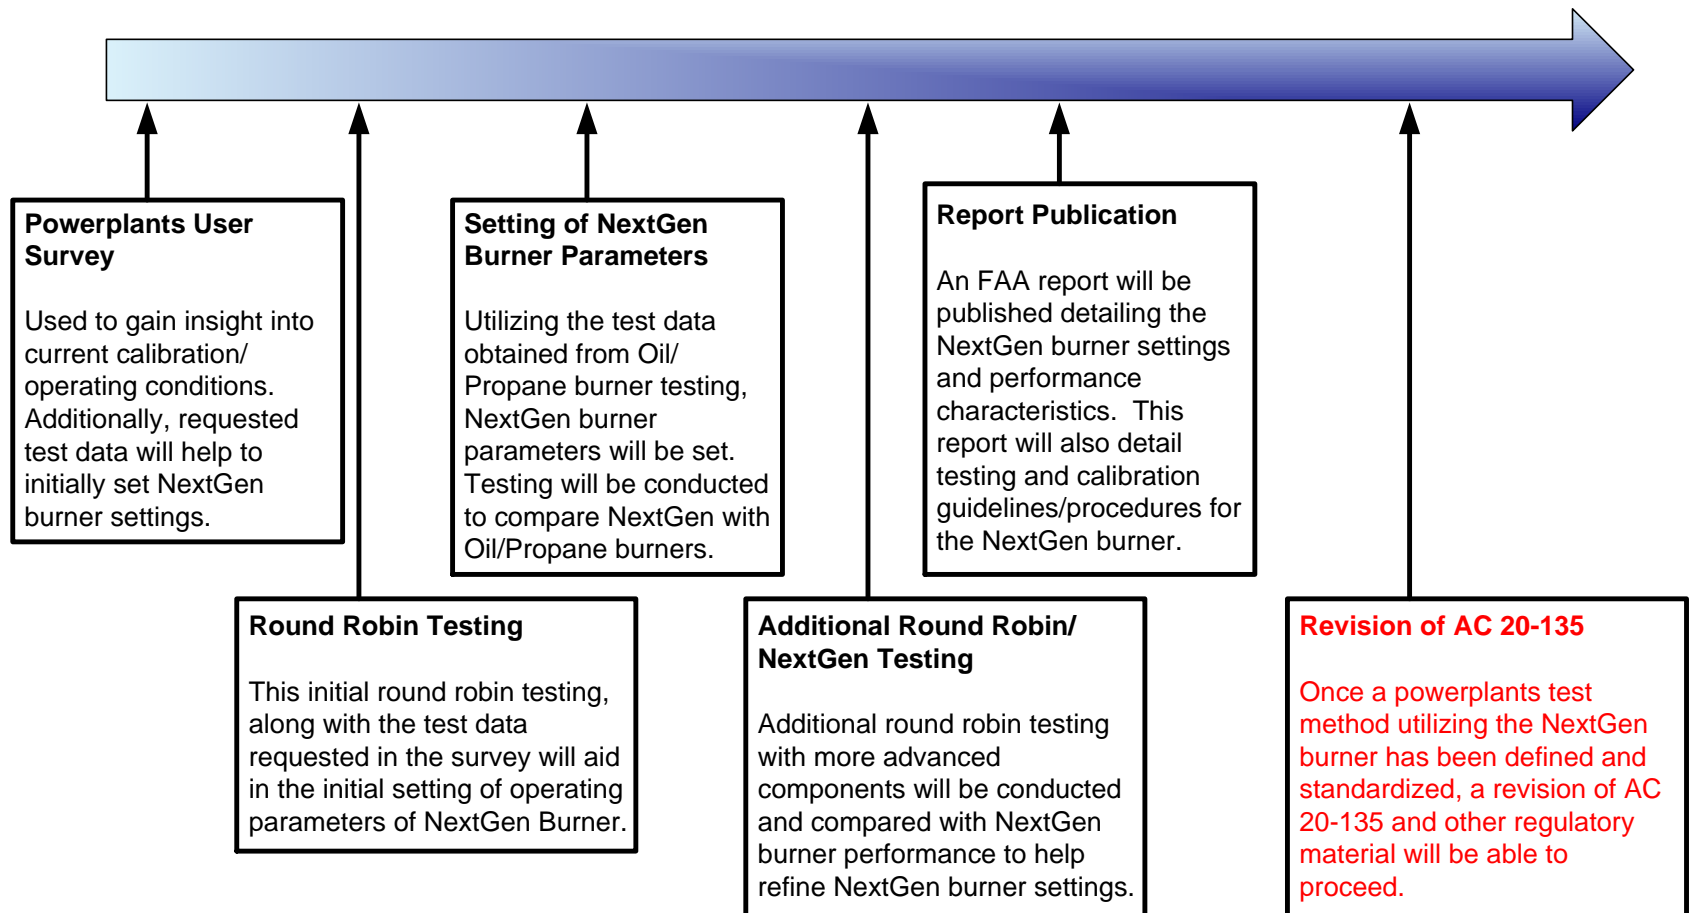 Powerplants User
Survey
Used to gain insight into
current calibration/
operating conditions.
Additionally, requested
test data will help to
initially set NextGen
burner settings.
Round Robin Testing
This initial round robin testing,
along with the test data
requested in the survey will aid
in the initial setting of operating
parameters of NextGen Burner.
Setting of NextGen
Burner Parameters
Utilizing the test data
obtained from Oil/
Propane burner testing,
NextGen burner
parameters will be set.
Testing will be conducted
to compare NextGen with
Oil/Propane burners.
Additional Round Robin/
NextGen Testing
Additional round robin testing
with more advanced
components will be conducted
and compared with NextGen
burner performance to help
refine NextGen burner settings.
Report Publication
An FAA report will be
published detailing the
NextGen burner settings
and performance
characteristics.  This
report will also detail
testing and calibration
guidelines/procedures for
the NextGen burner.
Revision of AC 20-135
Once a powerplants test
method utilizing the NextGen
burner has been defined and
standardized, a revision of AC
20-135 and other regulatory
material will be able to
proceed.